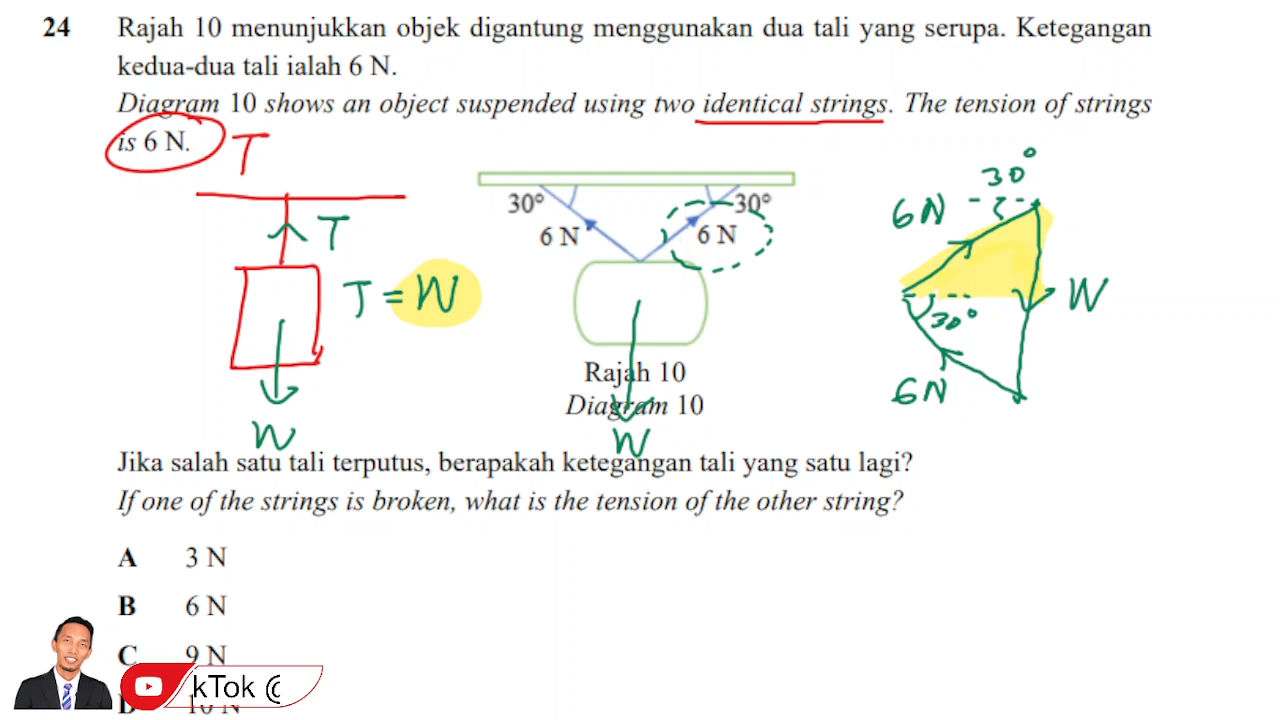 24 Rajah 10 menunjukkan objek digantung menggunakan dua tali yang serupa. Ketegangan
kedua-dua tali ialah 6 N.
Diagram 10 shows an object suspended using two identical strings. The tension of strings
is 6 N.
T
30°
30°
30°
6 N
6 N
6N
T
T = W
W
30°
6N
Rajah 10
Diagram 10
W
W
Jika salah satu tali terputus, berapakah ketegangan tali yang satu lagi?
If one of the strings is broken, what is the tension of the other string?
A 3 N
B 6 N
C 9 N
kTok